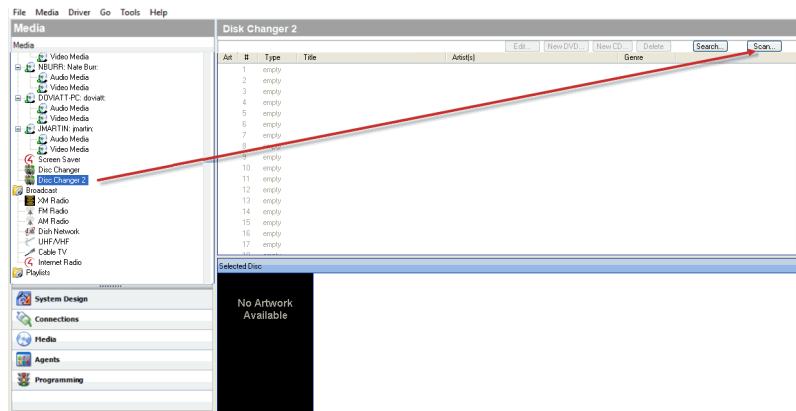 File Media Driver Go Tools Help
Media
Disk Changer 2
Media
Edit... New DVD... New CD... Delete Search... Scan...
Art # Type Title Artist(s) Genre
Video Media
NBURR: Nate Burr:
Audio Media
Video Media
DOVIATT-PC: doviatt:
Audio Media
Video Media
JMARTIN: jmartin:
Audio Media
Video Media
Screen Saver
Disc Changer
Disc Changer 2
Broadcast
XM Radio
FM Radio
AM Radio
Dish Network
UHF/VHF
Cable TV
Internet Radio
Playlists
1 empty
2 empty
3 empty
4 empty
5 empty
6 empty
7 empty
8 empty
9 empty
10 empty
11 empty
12 empty
13 empty
14 empty
15 empty
16 empty
17 empty
Selected Disc
No Artwork
Available
System Design
Connections
Media
Agents
Programming